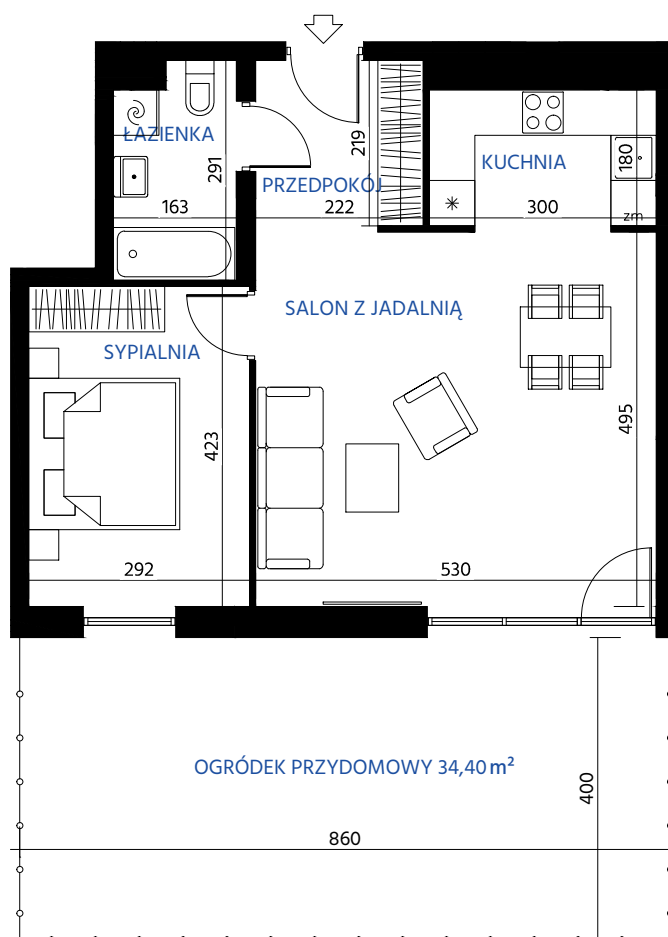 ŁAZIENKA
219
KUCHNIA
180
291
PRZEDPOKÓJ
163
222
300
zm
SALON Z JADALNIĄ
SYPIALNIA
423
495
292
530
OGRÓDEK PRZYDOMOWY 34,40 m²
400
860